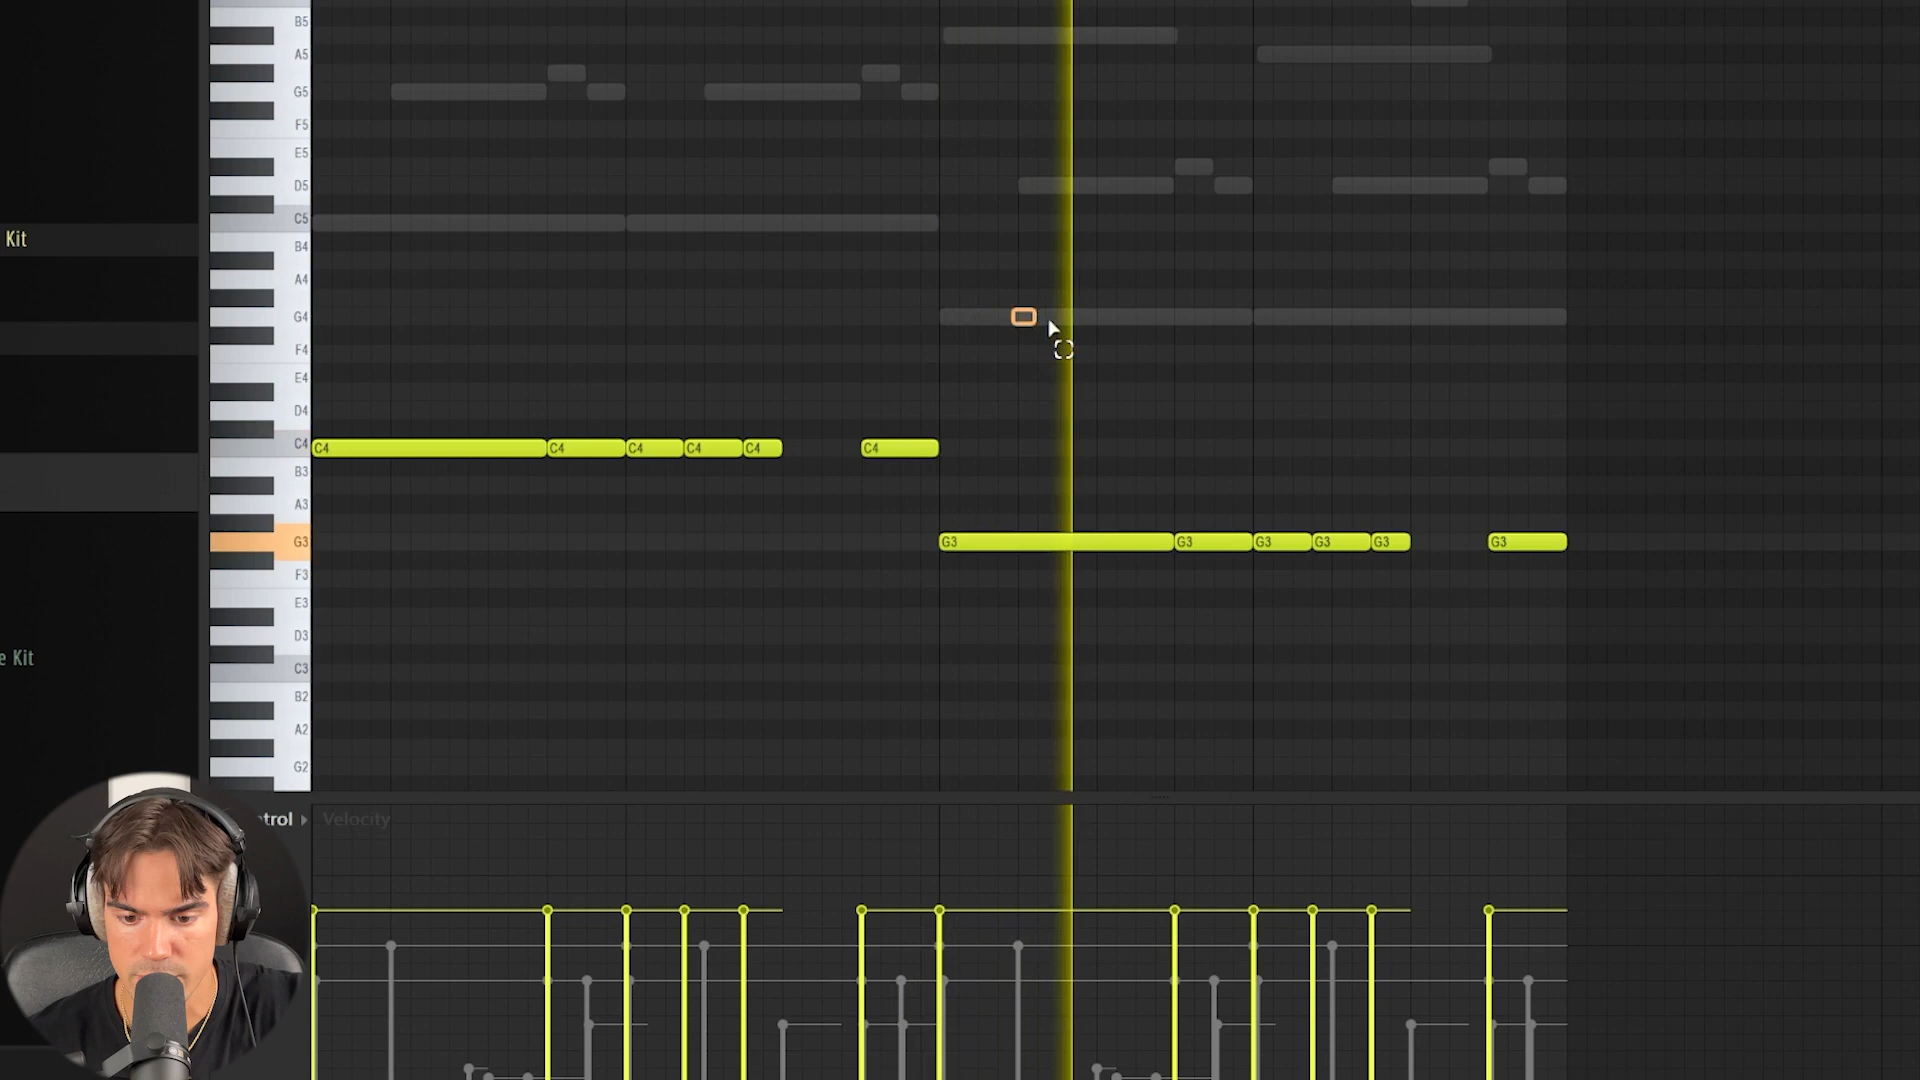 B5
A5
G5
F5
E5
D5
C5
B4
A4
G4
F4
E4
D4
C4
B3
A3
G3
F3
E3
D3
C3
B2
A2
G2
Kit
e Kit
C4 C4 C4 C4 C4 C4
G3 G3 G3 G3 G3 G3
trol Velocity